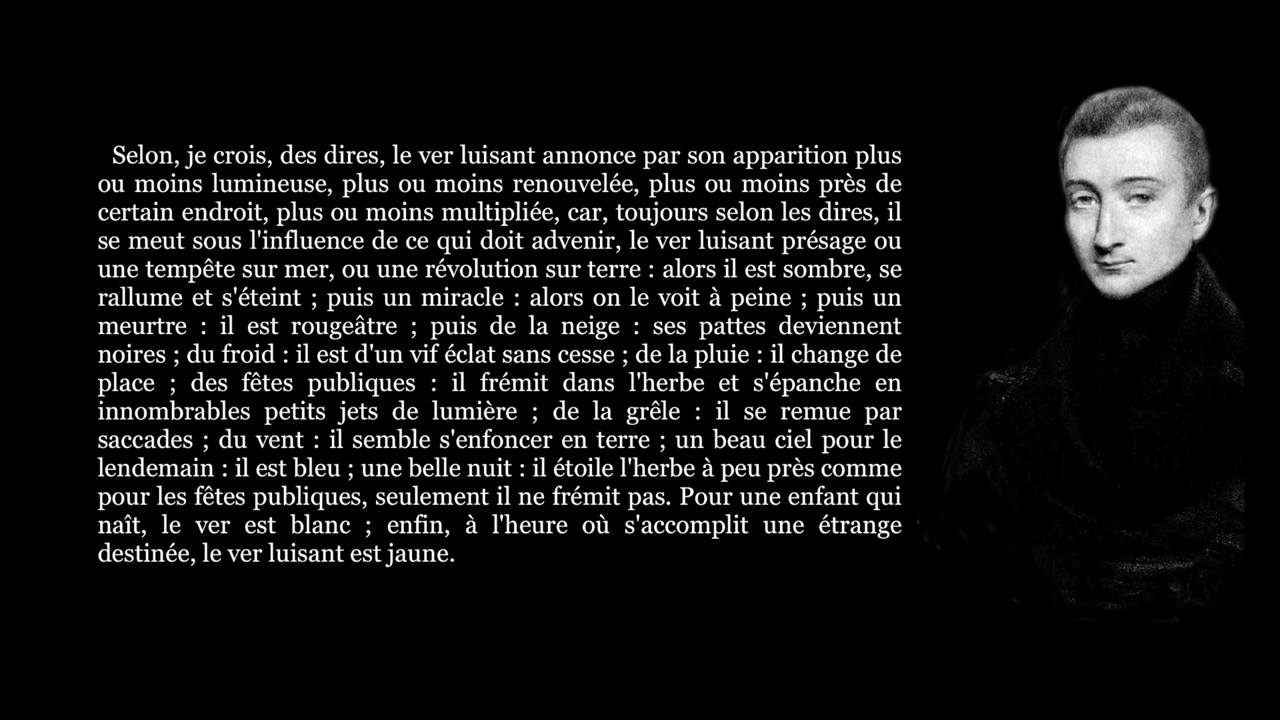 Selon, je crois, des dires, le ver luisant annonce par son apparition plus
ou moins lumineuse, plus ou moins renouvelée, plus ou moins près de
certain endroit, plus ou moins multipliée, car, toujours selon les dires, il
se meut sous l'influence de ce qui doit advenir, le ver luisant présage ou
une tempête sur mer, ou une révolution sur terre : alors il est sombre, se
rallume et s'éteint ; puis un miracle : alors on le voit à peine ; puis un
meurtre : il est rougeâtre ; puis de la neige : ses pattes deviennent
noires ; du froid : il est d'un vif éclat sans cesse ; de la pluie : il change de
place ; des fêtes publiques : il frémit dans l'herbe et s'épanche en
innombrables petits jets de lumière ; de la grêle : il se remue par
saccades ; du vent : il semble s'enfoncer en terre ; un beau ciel pour le
lendemain : il est bleu ; une belle nuit : il étoile l'herbe à peu près comme
pour les fêtes publiques, seulement il ne frémit pas. Pour une enfant qui
naît, le ver est blanc ; enfin, à l'heure où s'accomplit une étrange
destinée, le ver luisant est jaune.